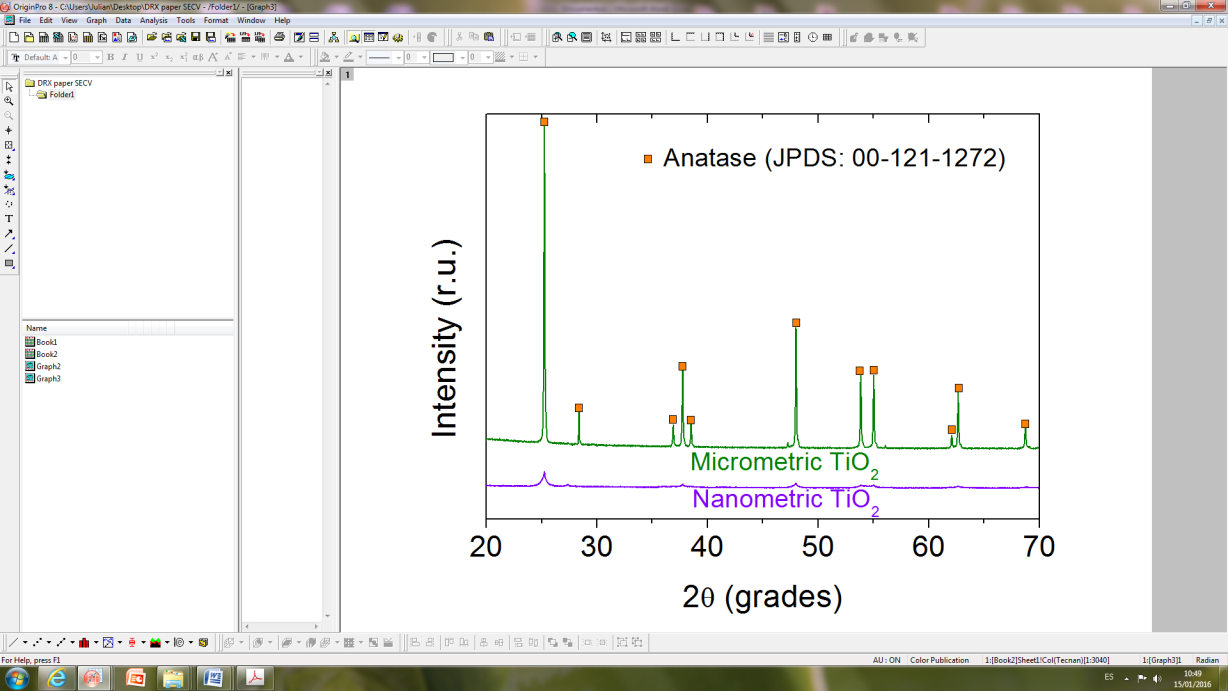 OriginPro 8 - C:\Users\Julian\Desktop\DRX paper SECV - /Folder1/ - [Graph3]
File Edit View Graph Data Analysis Tools Format Window Help
Default: A 0 B I U
DRX paper SECV
Folder1
Name
Book1
Book2
Graph2
Graph3
1
Anatase (JPDS: 00-121-1272)
Intensity (r.u.)
Micrometric TiO2
Nanometric TiO2
20 30 40 50 60 70
2θ (grades)
For Help, press F1
AU : ON Color Publication 1:[Book2]Sheet1!Col(Tecnan)[1:3040] 1:[Graph3]1 Radian
ES 10:49
15/01/2016